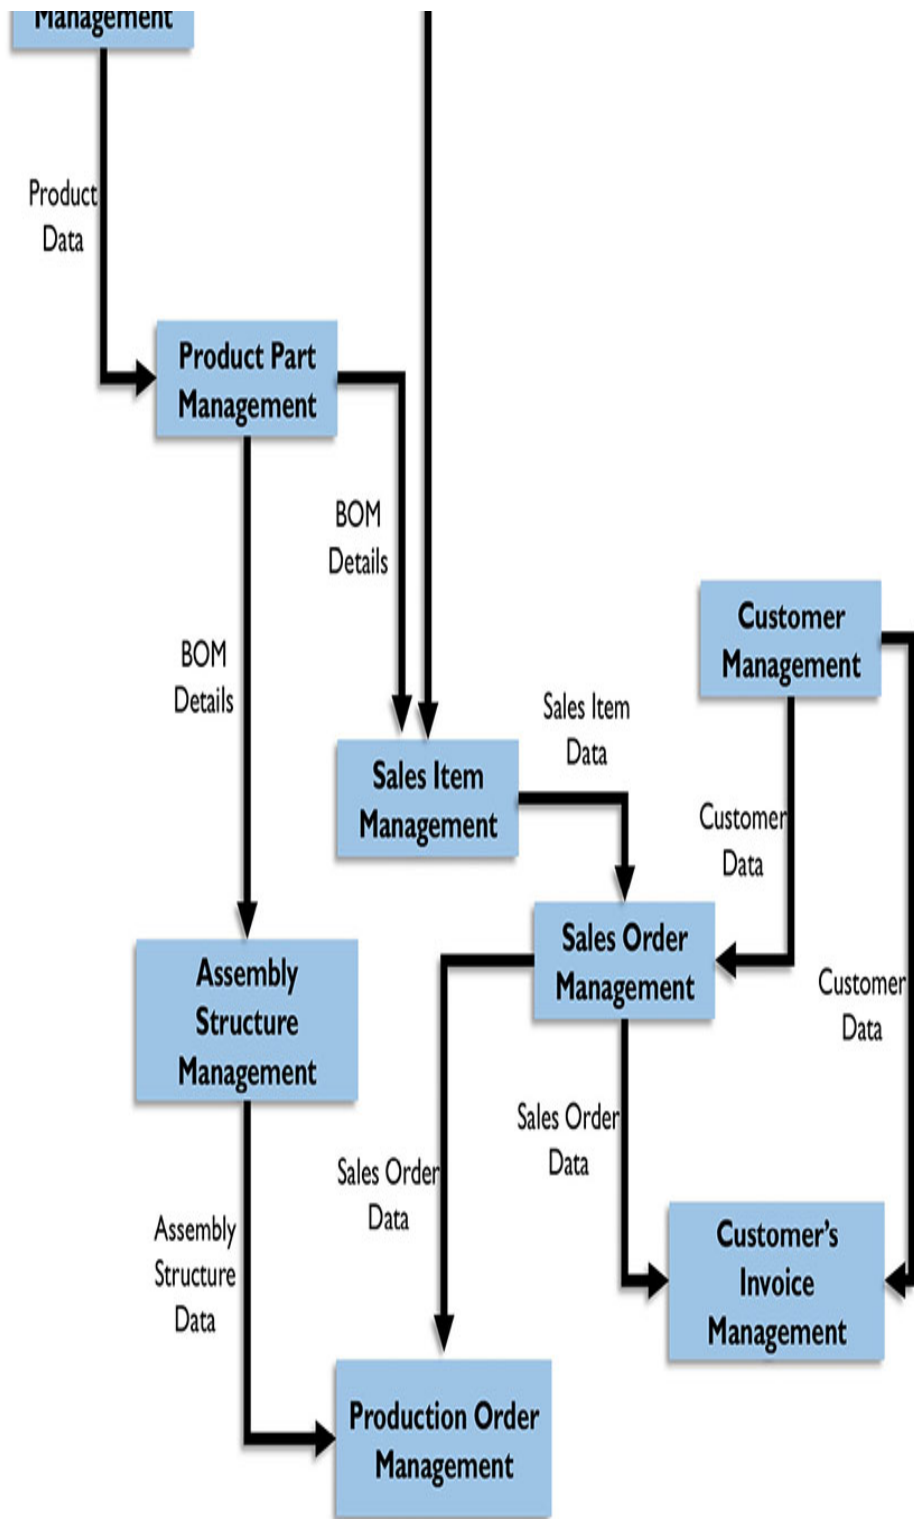 Management
Product
Data
Product Part
Management
BOM
Details
BOM
Details
Customer
Management
Sales Item
Data
Sales Item
Management
Customer
Data
Sales Order
Management
Assembly
Structure
Management
Customer
Data
Sales Order
Data
Sales Order
Data
Assembly
Structure
Data
Customer's
Invoice
Management
Production Order
Management